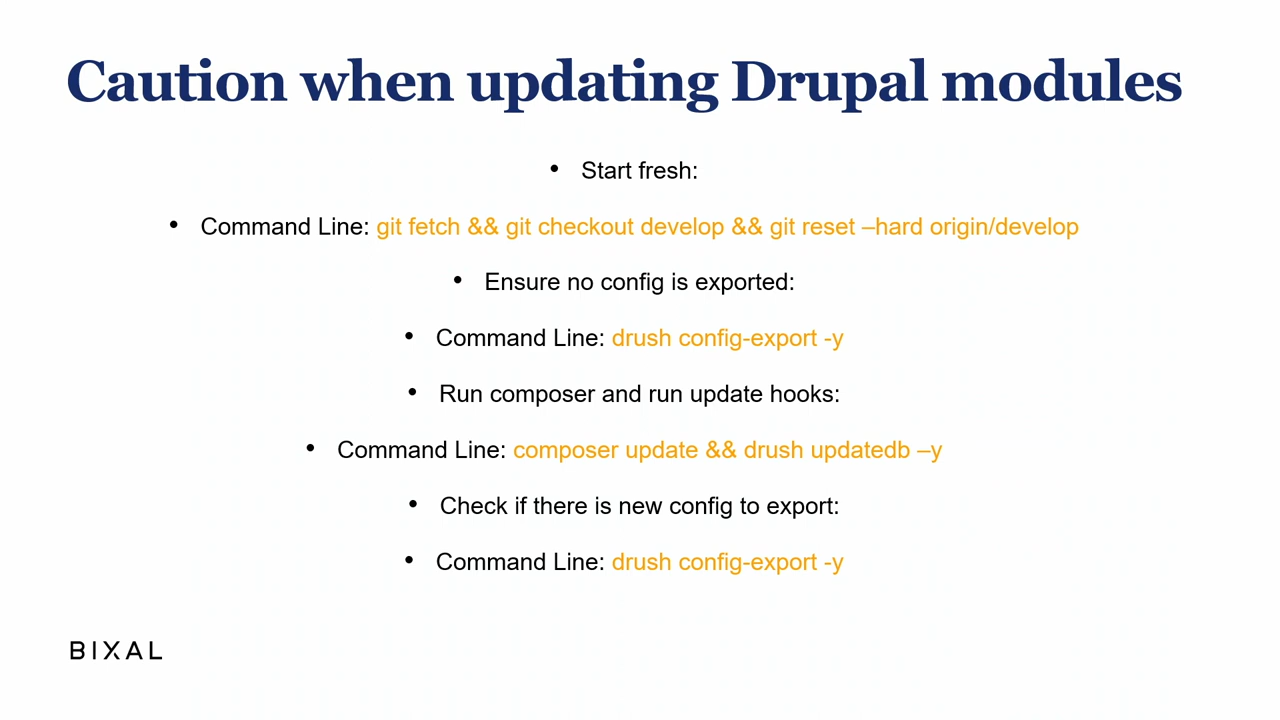 Caution when updating Drupal modules
• Start fresh:
• Command Line: git fetch && git checkout develop && git reset –hard origin/develop
• Ensure no config is exported:
• Command Line: drush config-export -y
• Run composer and run update hooks:
• Command Line: composer update && drush updatedb –y
• Check if there is new config to export:
• Command Line: drush config-export -y
BIXAL